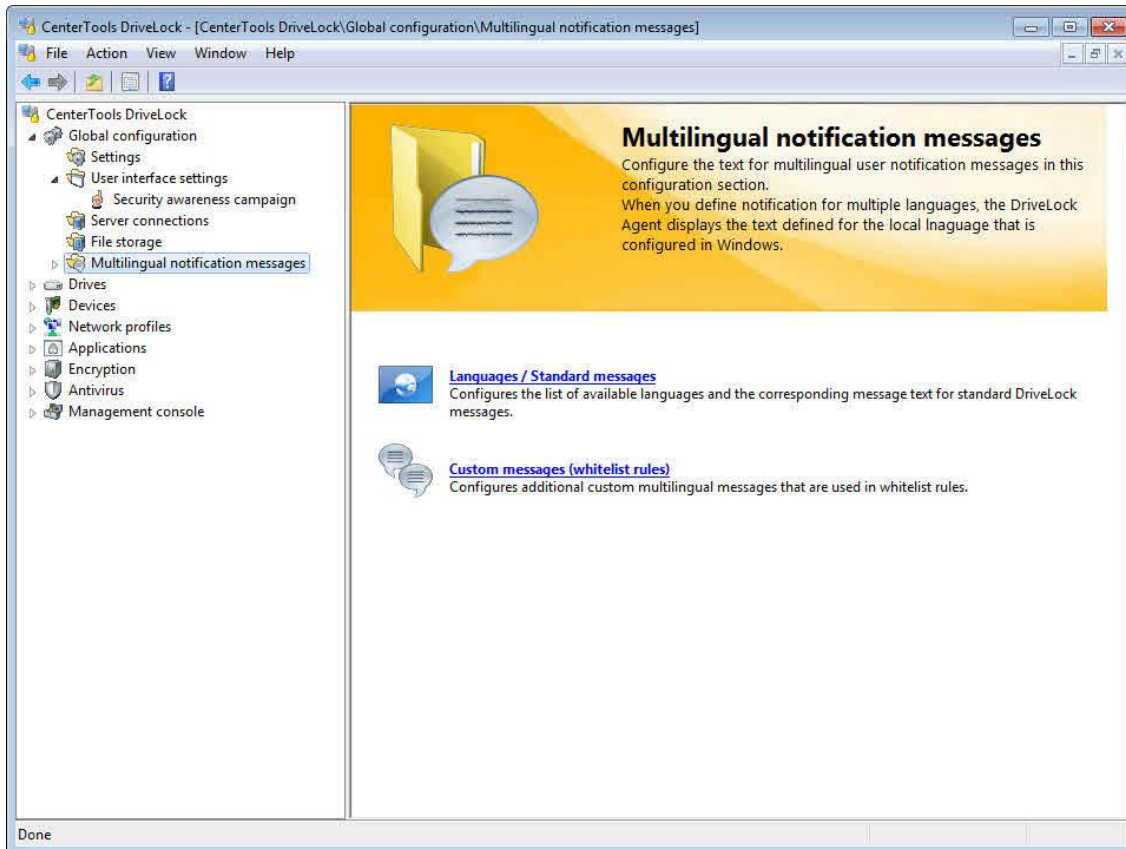 CenterTools DriveLock - [CenterTools DriveLock\Global configuration\Multilingual notification messages]
File Action View Window Help
CenterTools DriveLock
Global configuration
Settings
User interface settings
Security awareness campaign
Server connections
File storage
Multilingual notification messages
Drives
Devices
Network profiles
Applications
Encryption
Antivirus
Management console
Multilingual notification messages
Configure the text for multilingual user notification messages in this
configuration section.
When you define notification for multiple languages, the DriveLock
Agent displays the text defined for the local lnaguage that is
configured in Windows.
Languages / Standard messages
Configures the list of available languages and the corresponding message text for standard DriveLock
messages.
Custom messages (whitelist rules)
Configures additional custom multilingual messages that are used in whitelist rules.
Done